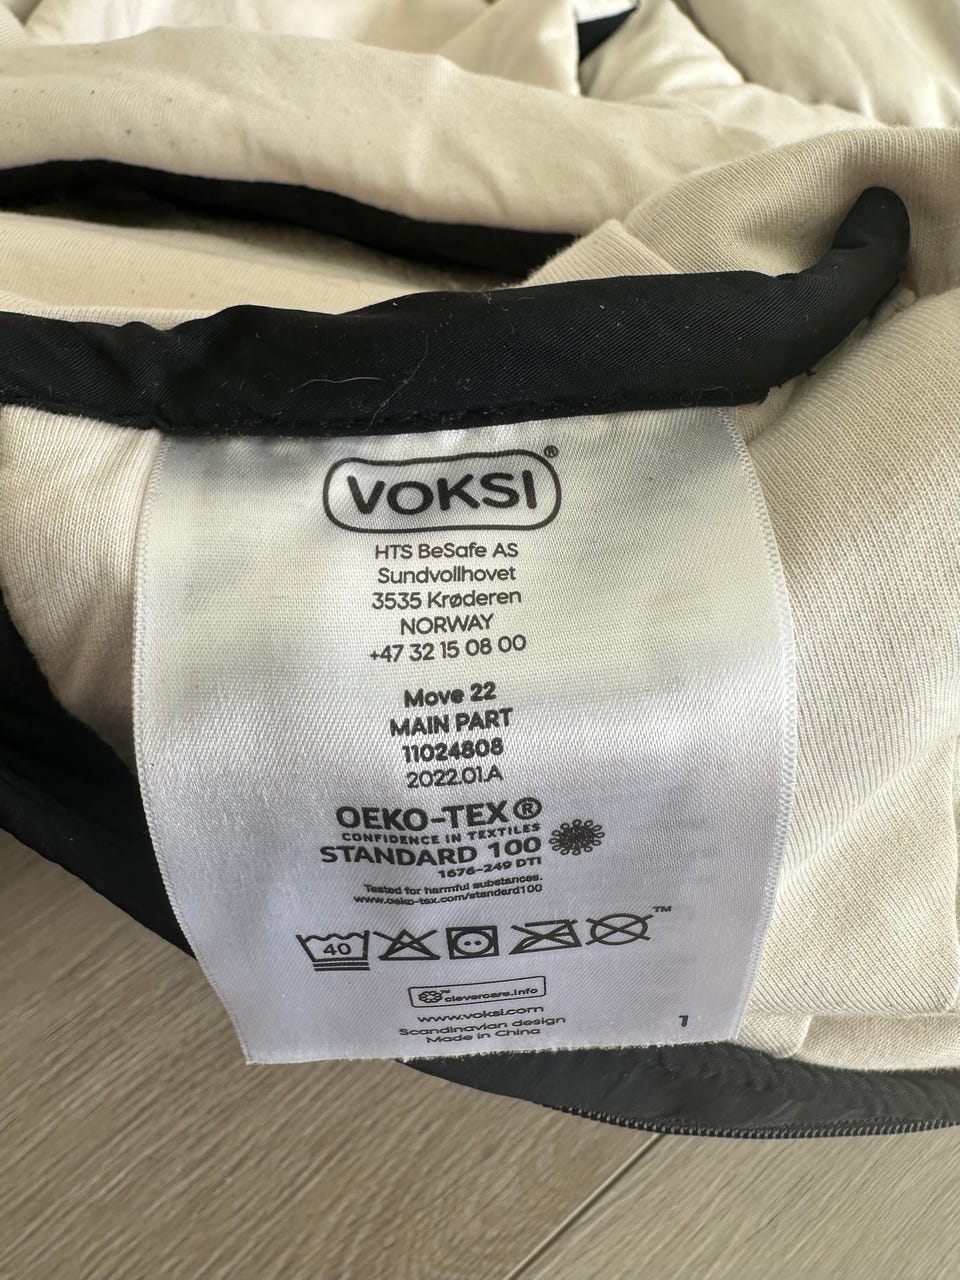 VOKSI®
HTS BeSafe AS
Sundvollhovet
3535 Krøderen
NORWAY
+47 32 15 08 00
Move 22
MAIN PART
11024808
2022.01.A
OEKO-TEX®
CONFIDENCE IN TEXTILES
STANDARD 100
1676-249 DTI
Tested for harmful substances.
www.oeko-tex.com/standard100
40 ™
™ clevercare.info
www.voksi.com
Scandinavian design
Made in China
1